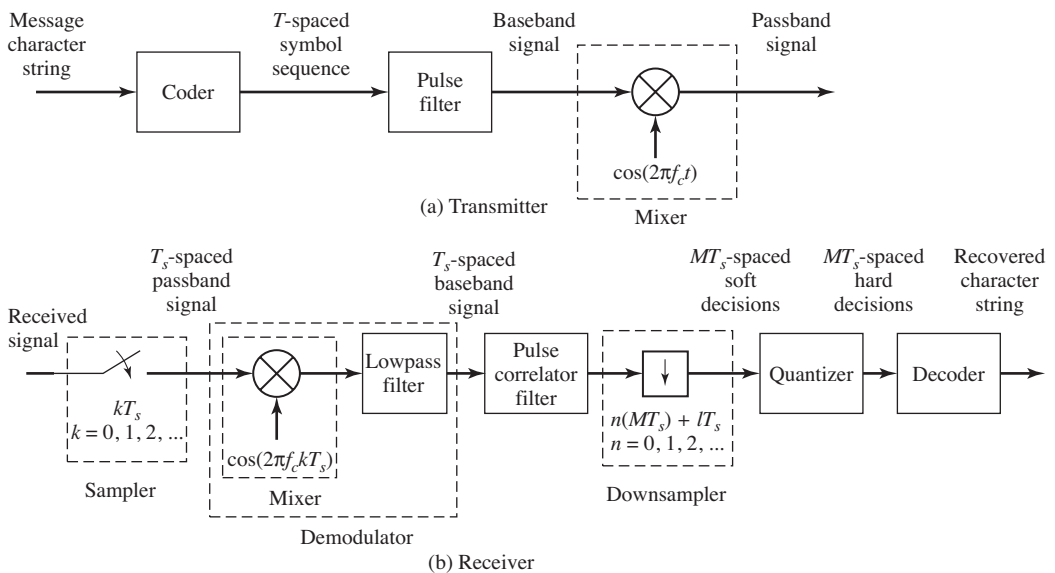 Message
character
string
T-spaced
symbol
sequence
Baseband
signal
Passband
signal
Coder
Pulse
filter
cos(2πf_ct)
Mixer
(a) Transmitter
T_s-spaced
passband
signal
T_s-spaced
baseband
signal
MT_s-spaced
soft
decisions
MT_s-spaced
hard
decisions
Recovered
character
string
Received
signal
kT_s
k = 0, 1, 2, ...
Sampler
cos(2πf_ckT_s)
Mixer
Lowpass
filter
Demodulator
Pulse
correlator
filter
n(MT_s) + lT_s
n = 0, 1, 2, ...
Downsampler
Quantizer
Decoder
(b) Receiver